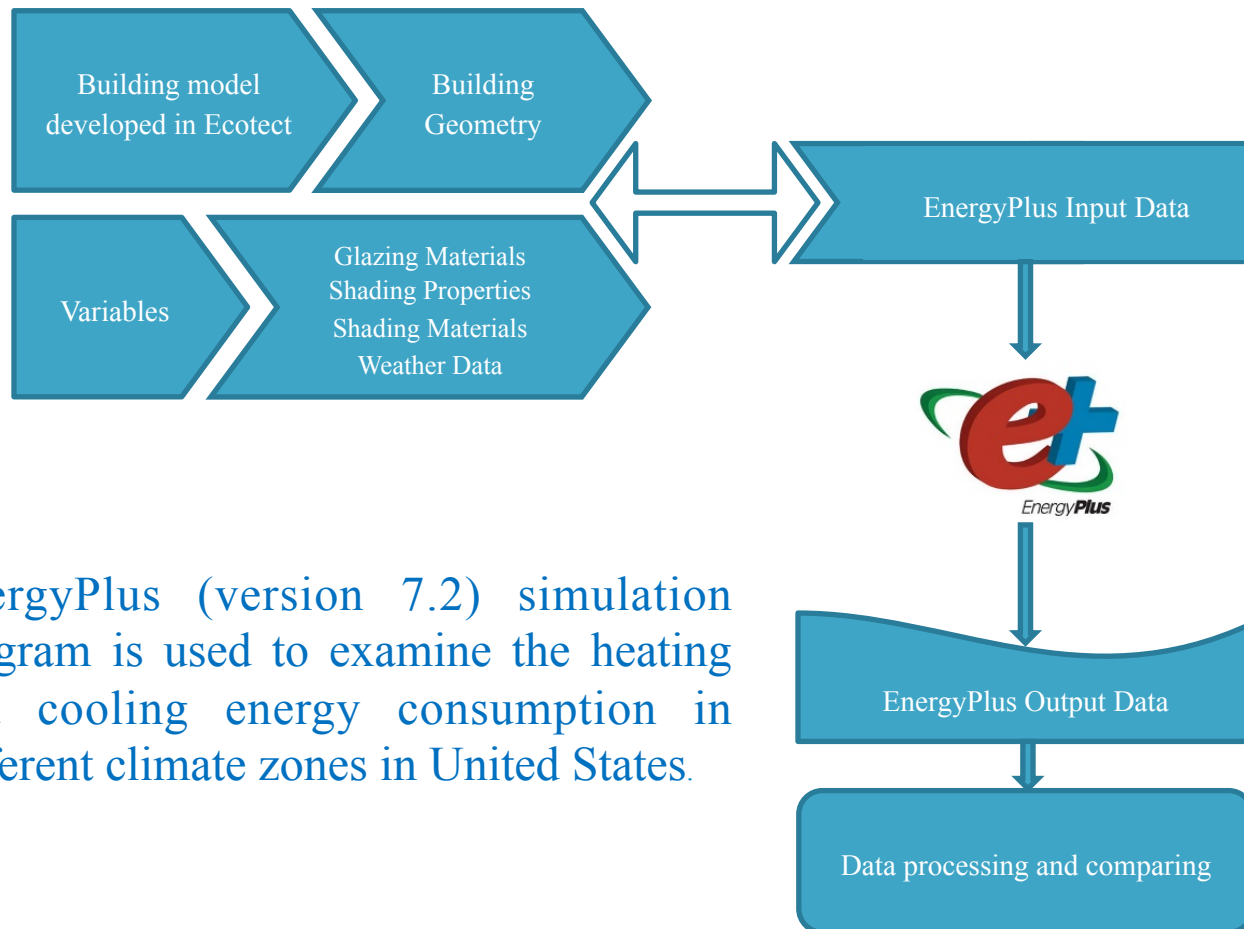 Building model
developed in Ecotect
Building
Geometry
EnergyPlus Input Data
Variables
Glazing Materials
Shading Properties
Shading Materials
Weather Data
e+
EnergyPlus
ergyPlus (version 7.2) simulation
gram is used to examine the heating
cooling energy consumption in
ferent climate zones in United States.
EnergyPlus Output Data
Data processing and comparing